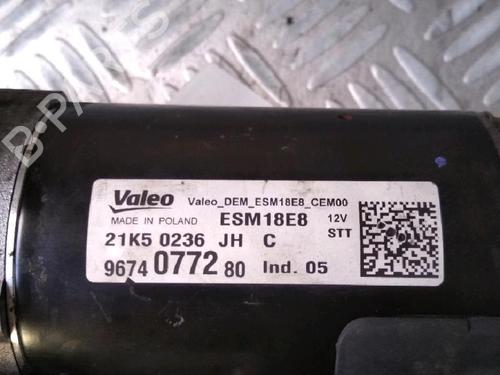 B-PARTS
Valeo Valeo_DEM_ESM18E8_CEM00
MADE IN POLAND ESM18E8 12V
21K5 0236 JH C STT
9674 0772 80 Ind. 05